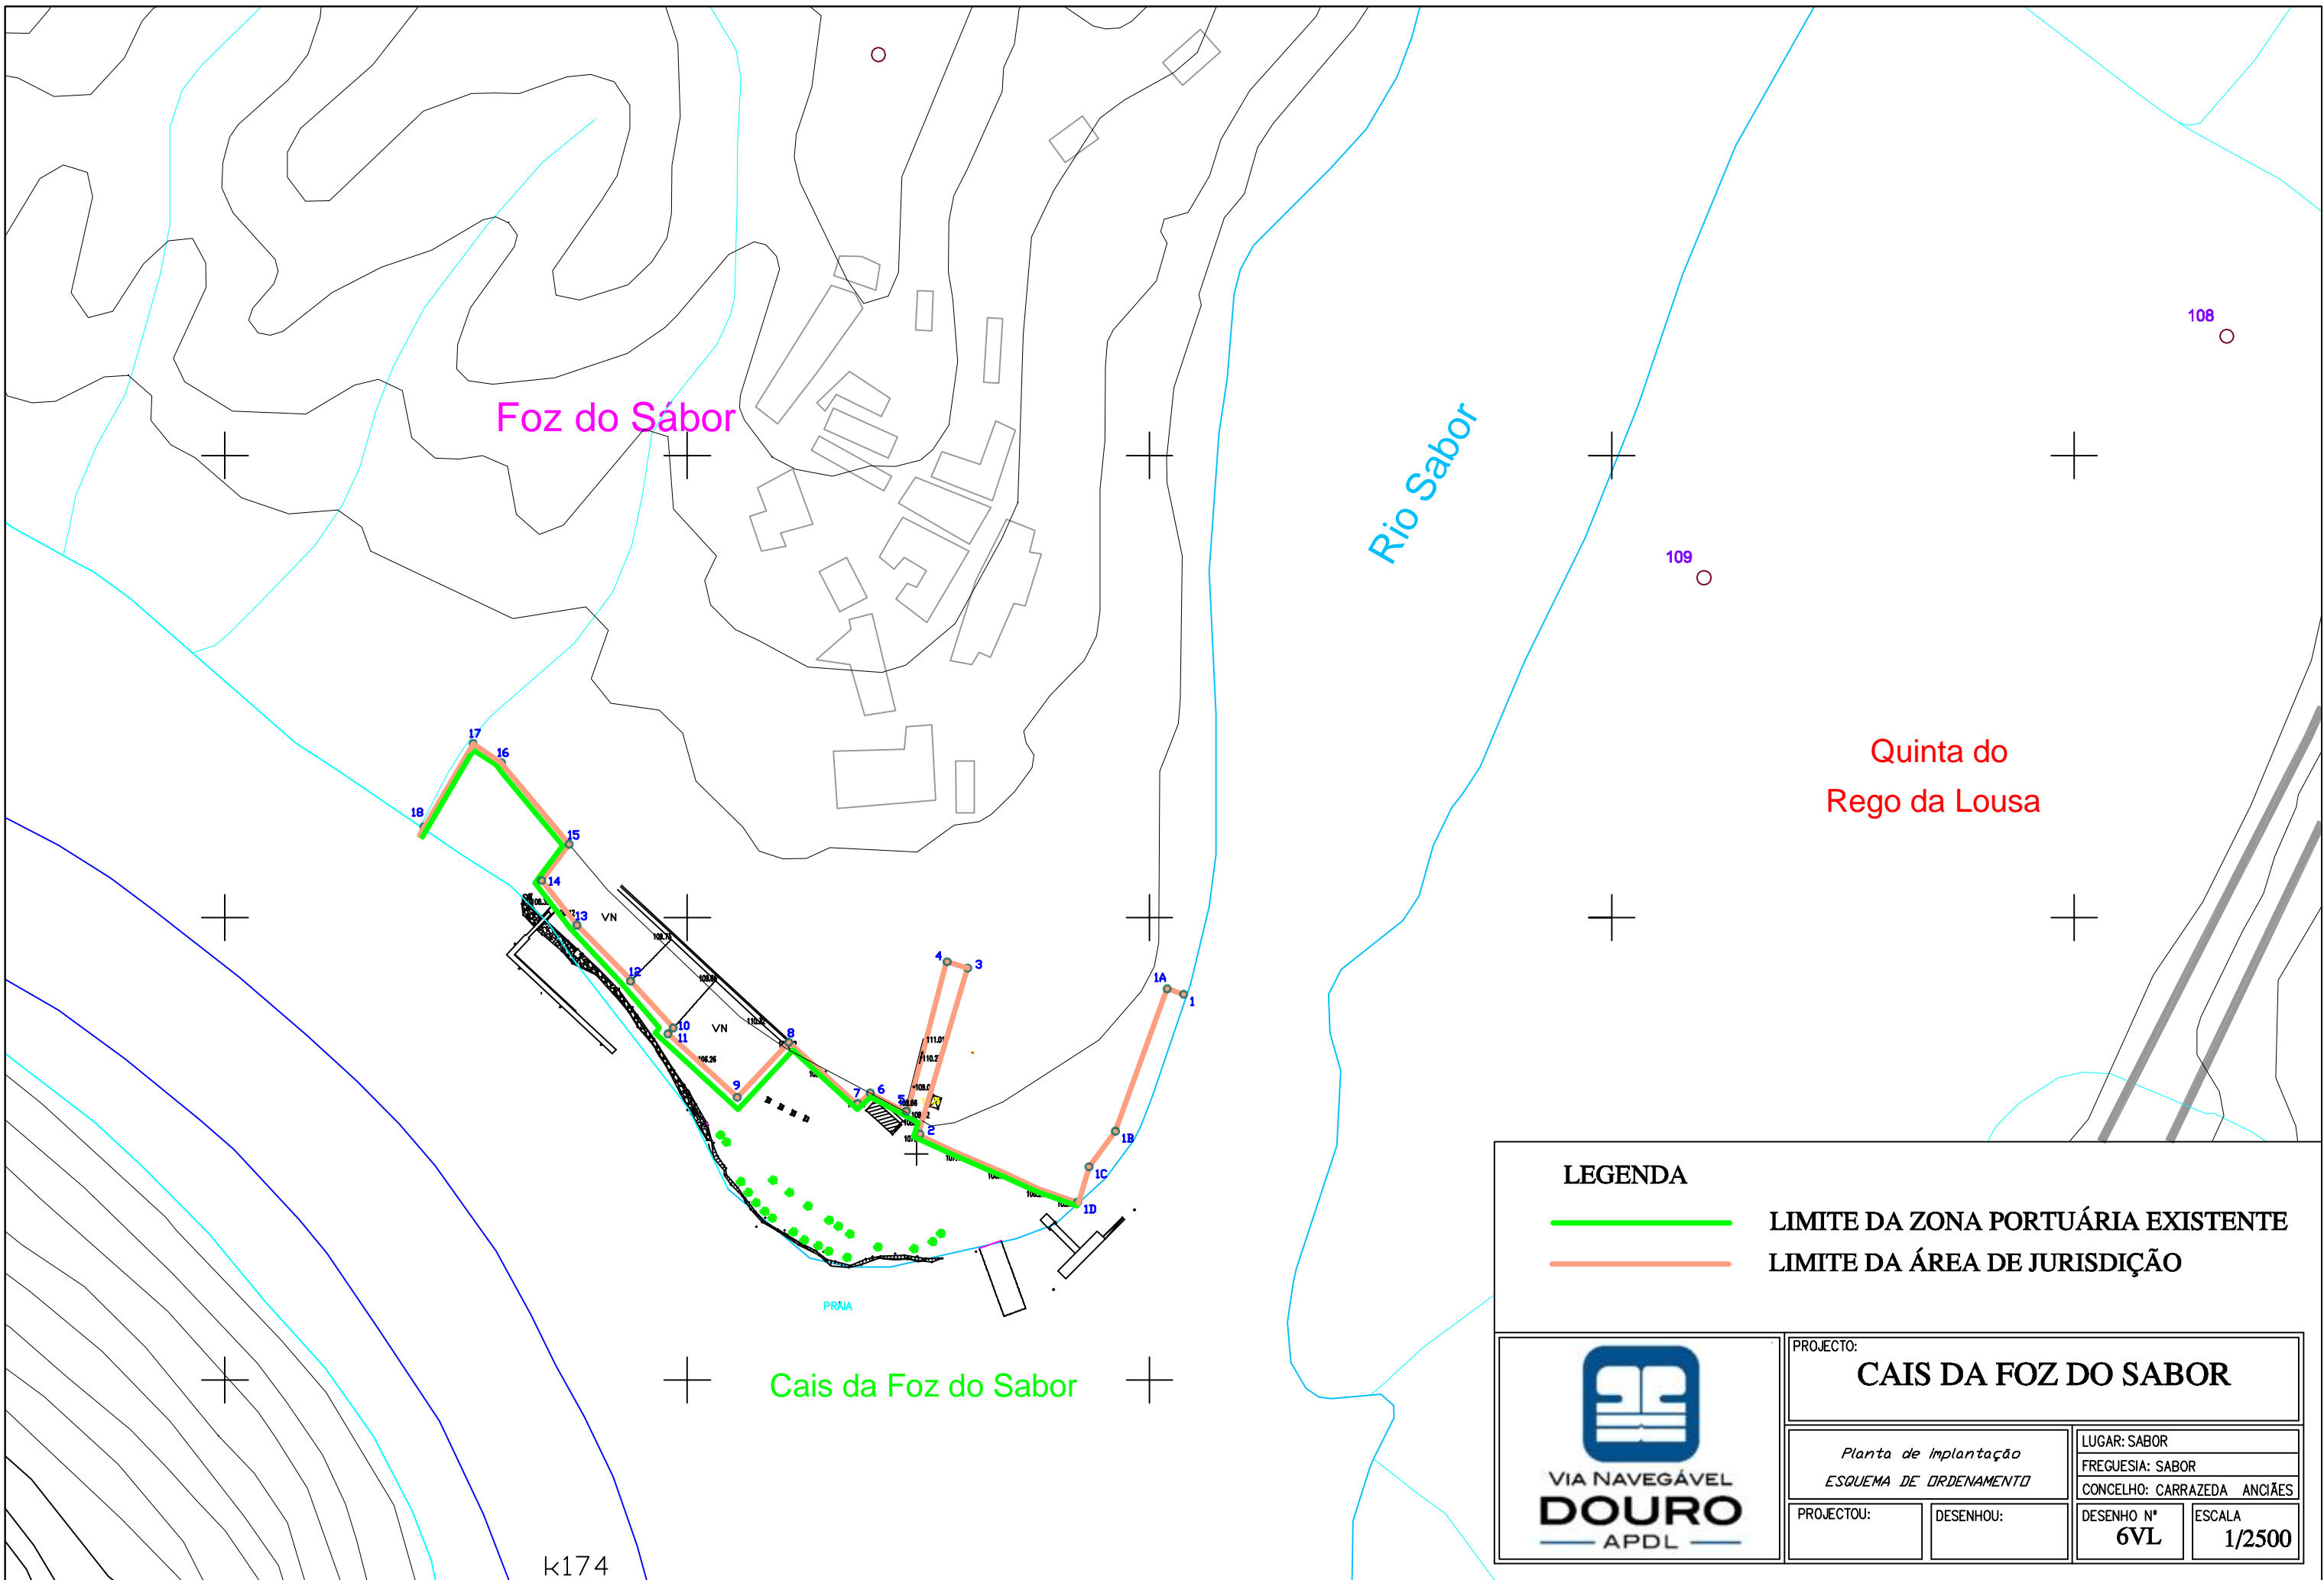 108
Foz do Sábor
Rio Sabor
109
17
16
Quinta do
Rego da Lousa
18
15
14
13
VN
12
4
3
1A
1
10
VN
8
11
111.01
106.26
9
7
6
5
2
1B
1C
1D
PRAIA
Cais da Foz do Sabor
K174
LEGENDA
LIMITE DA ZONA PORTUÁRIA EXISTENTE
LIMITE DA ÁREA DE JURISDIÇÃO
VIA NAVEGÁVEL
DOURO
APDL
PROJECTO:
CAIS DA FOZ DO SABOR
Planta de implantação
ESQUEMA DE ORDENAMENTO
LUGAR: SABOR
FREGUESIA: SABOR
CONCELHO: CARRAZEDA ANCIÃES
PROJECTOU:
DESENHOU:
DESENHO Nº
6VL
ESCALA
1/2500